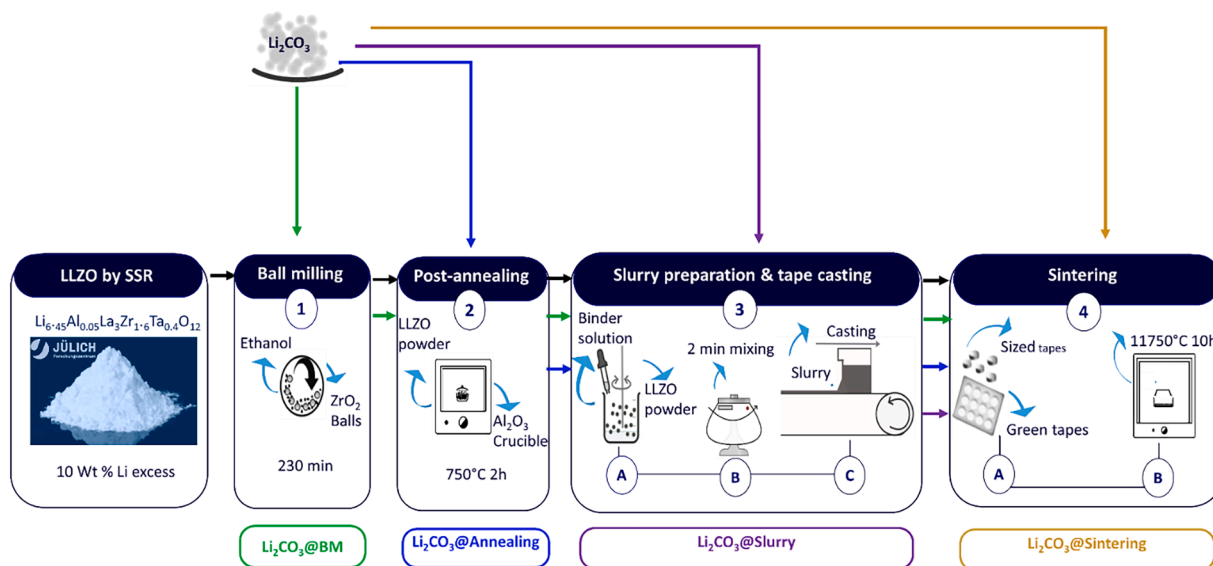 Li₂CO₃
LLZO by SSR
Li₆.₄₅Al₀.₀₅La₃Zr₁.₆Ta₀.₄O₁₂
JÜLICH
Forschungszentrum
10 Wt % Li excess
Ball milling
1
Ethanol
ZrO₂
Balls
230 min
Post-annealing
2
LLZO
powder
Al₂O₃
Crucible
750°C 2h
Slurry preparation & tape casting
3
Binder
solution
LLZO
powder
2 min mixing
Casting
Slurry
A
B
C
Sintering
4
Sized tapes
Green tapes
11750°C 10h
A
B
Li₂CO₃@BM
Li₂CO₃@Annealing
Li₂CO₃@Slurry
Li₂CO₃@Sintering